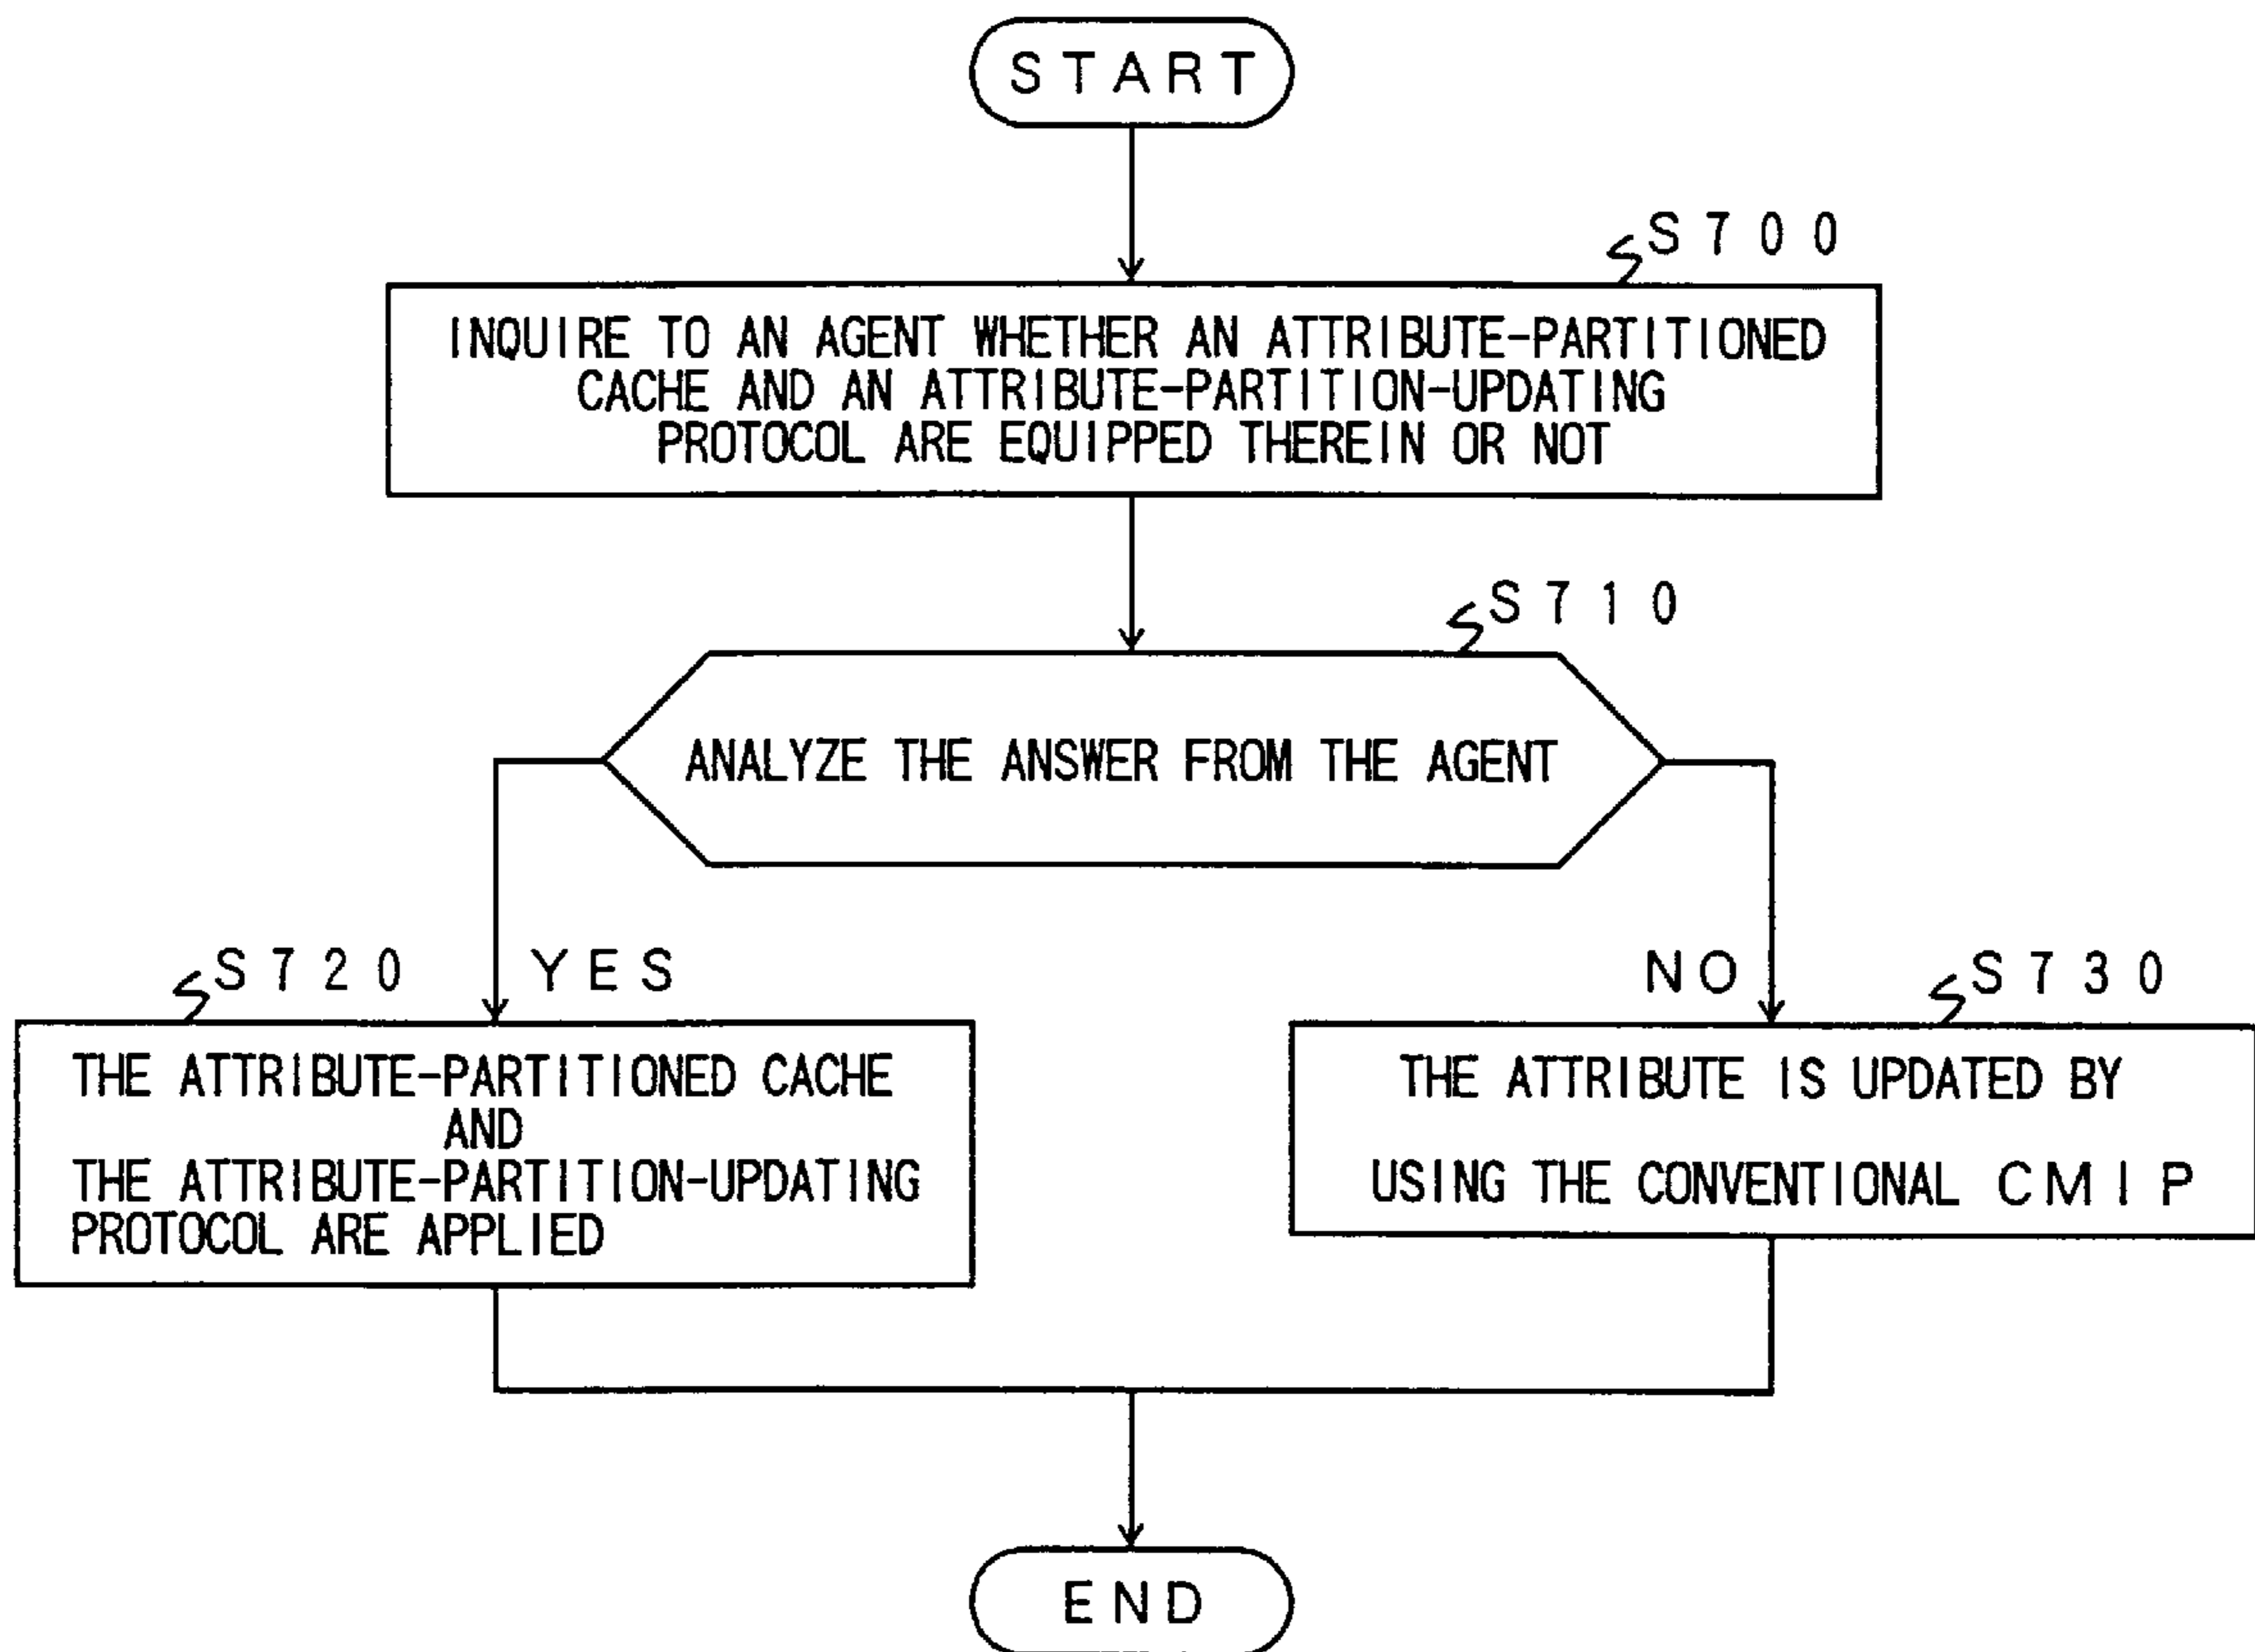 START
S700
INQUIRE TO AN AGENT WHETHER AN ATTRIBUTE-PARTITIONED
CACHE AND AN ATTRIBUTE-PARTITION-UPDATING
PROTOCOL ARE EQUIPPED THEREIN OR NOT
S710
ANALYZE THE ANSWER FROM THE AGENT
S720
YES
NO
S730
THE ATTRIBUTE-PARTITIONED CACHE
AND
THE ATTRIBUTE-PARTITION-UPDATING
PROTOCOL ARE APPLIED
THE ATTRIBUTE IS UPDATED BY
USING THE CONVENTIONAL CMIP
END